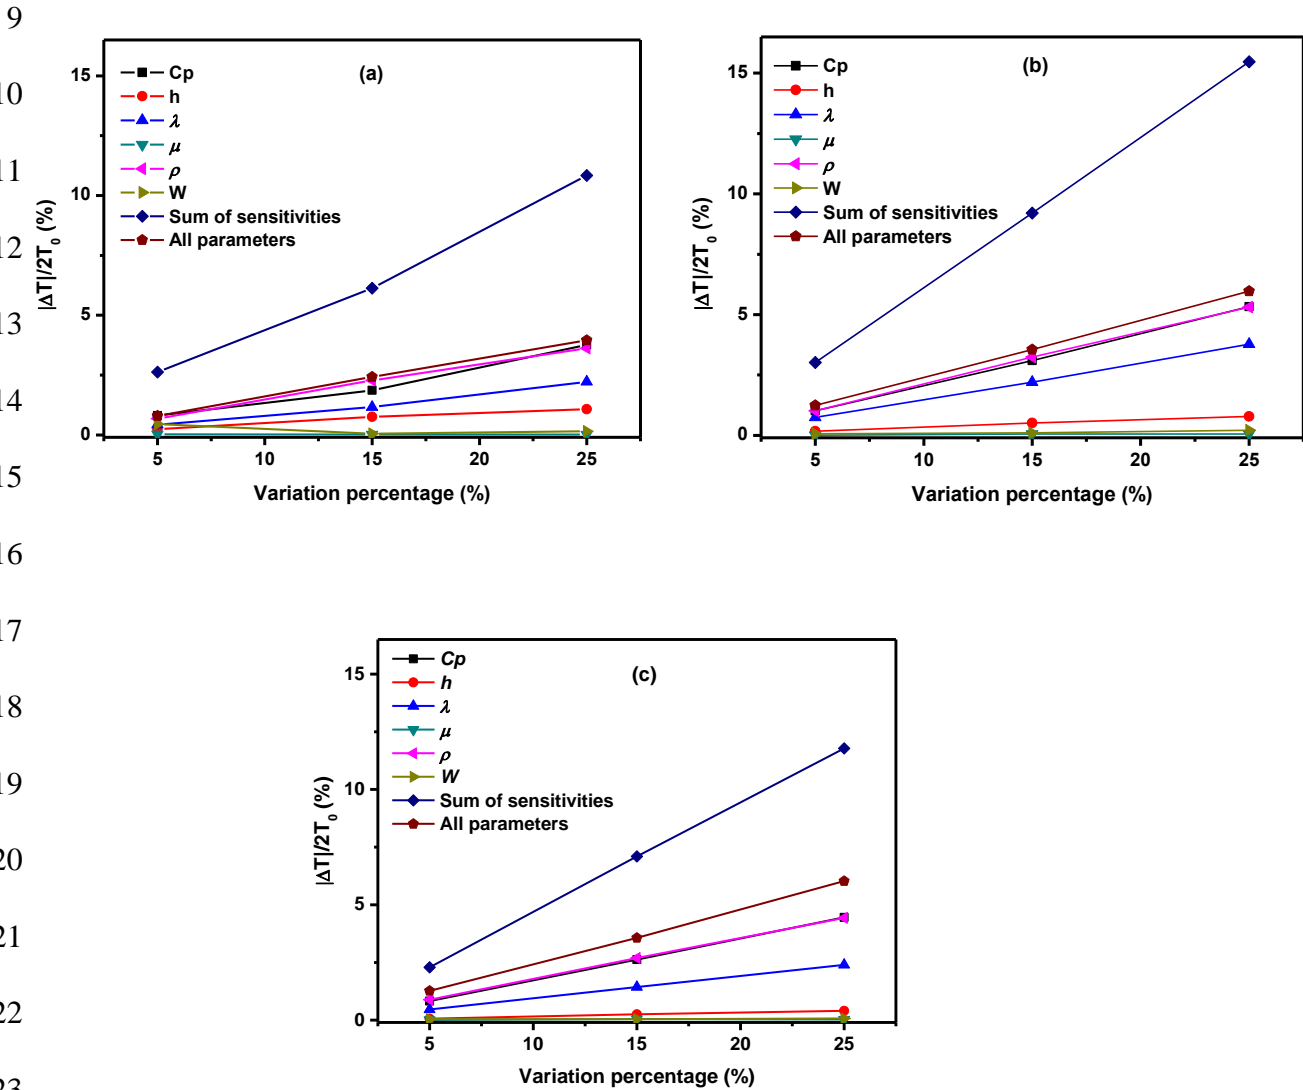 9
10
11
12
13
14
15
16
17
18
19
20
21
22
23
(a)
Cp
h
λ
μ
ρ
W
Sum of sensitivities
All parameters
|ΔT|/2T0 (%)
15
10
5
0
5 10 15 20 25
Variation percentage (%)
(b)
Cp
h
λ
μ
ρ
W
Sum of sensitivities
All parameters
|ΔT|/2T0 (%)
15
10
5
0
5 10 15 20 25
Variation percentage (%)
(c)
Cp
h
λ
μ
ρ
W
Sum of sensitivities
All parameters
|ΔT|/2T0 (%)
15
10
5
0
5 10 15 20 25
Variation percentage (%)